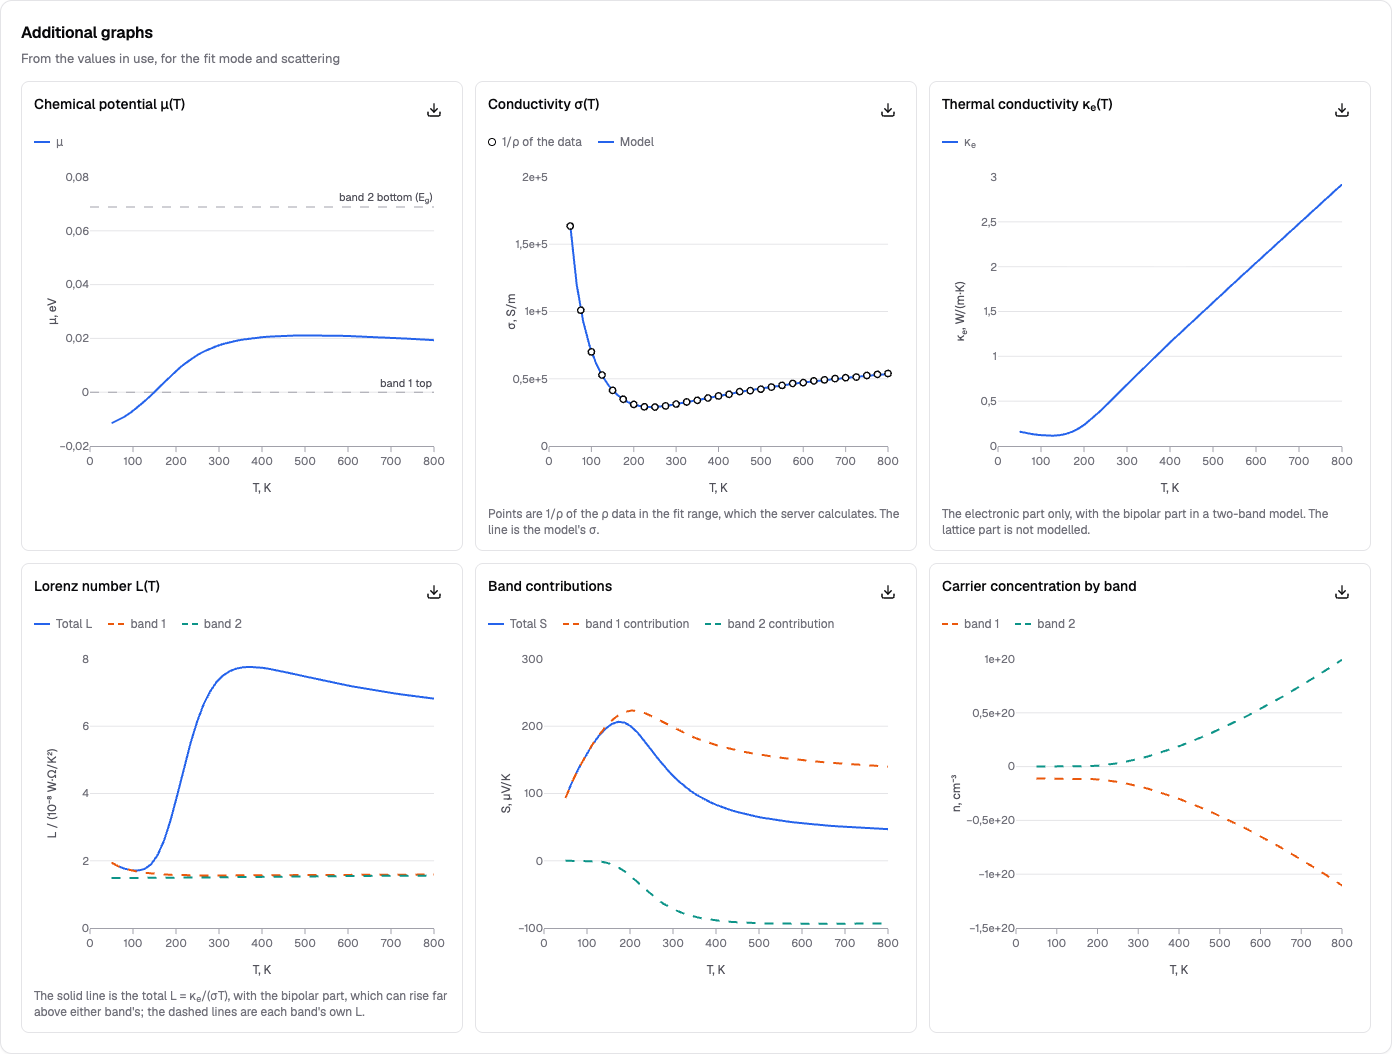 Additional graphs
From the values in use, for the fit mode and scattering
Chemical potential μ(T)
μ
0,08
0,06
0,04
0,02
0
−0,02
μ, eV
band 2 bottom (Eg)
band 1 top
0 100 200 300 400 500 600 700 800
T, K
Conductivity σ(T)
1/ρ of the data Model
2e+5
1,5e+5
1e+5
0,5e+5
0
σ, S/m
0 100 200 300 400 500 600 700 800
T, K
Points are 1/ρ of the ρ data in the fit range, which the server calculates. The
line is the model's σ.
Thermal conductivity κe(T)
κe
3
2,5
2
1,5
1
0,5
0
κe, W/(m·K)
0 100 200 300 400 500 600 700 800
T, K
The electronic part only, with the bipolar part in a two-band model. The
lattice part is not modelled.
Lorenz number L(T)
Total L band 1 band 2
8
6
4
2
0
L / (10⁻⁸ W·Ω/K²)
0 100 200 300 400 500 600 700 800
T, K
The solid line is the total L = κe/(σT), with the bipolar part, which can rise far
above either band's; the dashed lines are each band's own L.
Band contributions
Total S band 1 contribution band 2 contribution
300
200
100
0
−100
S, μV/K
0 100 200 300 400 500 600 700 800
T, K
Carrier concentration by band
band 1 band 2
1e+20
0,5e+20
0
−0,5e+20
−1e+20
−1,5e+20
n, cm⁻³
0 100 200 300 400 500 600 700 800
T, K